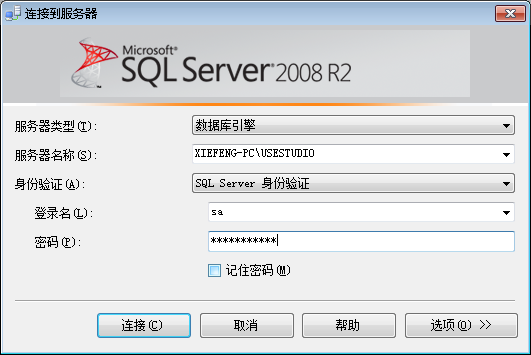 连接到服务器
Microsoft®
SQL Server® 2008 R2
服务器类型(T): 数据库引擎
服务器名称(S): XIEFENG-PC\USESTUDIO
身份验证(A): SQL Server 身份验证
登录名(L): sa
密码(P): ***********
记住密码(M)
连接(C) 取消 帮助 选项(O) >>